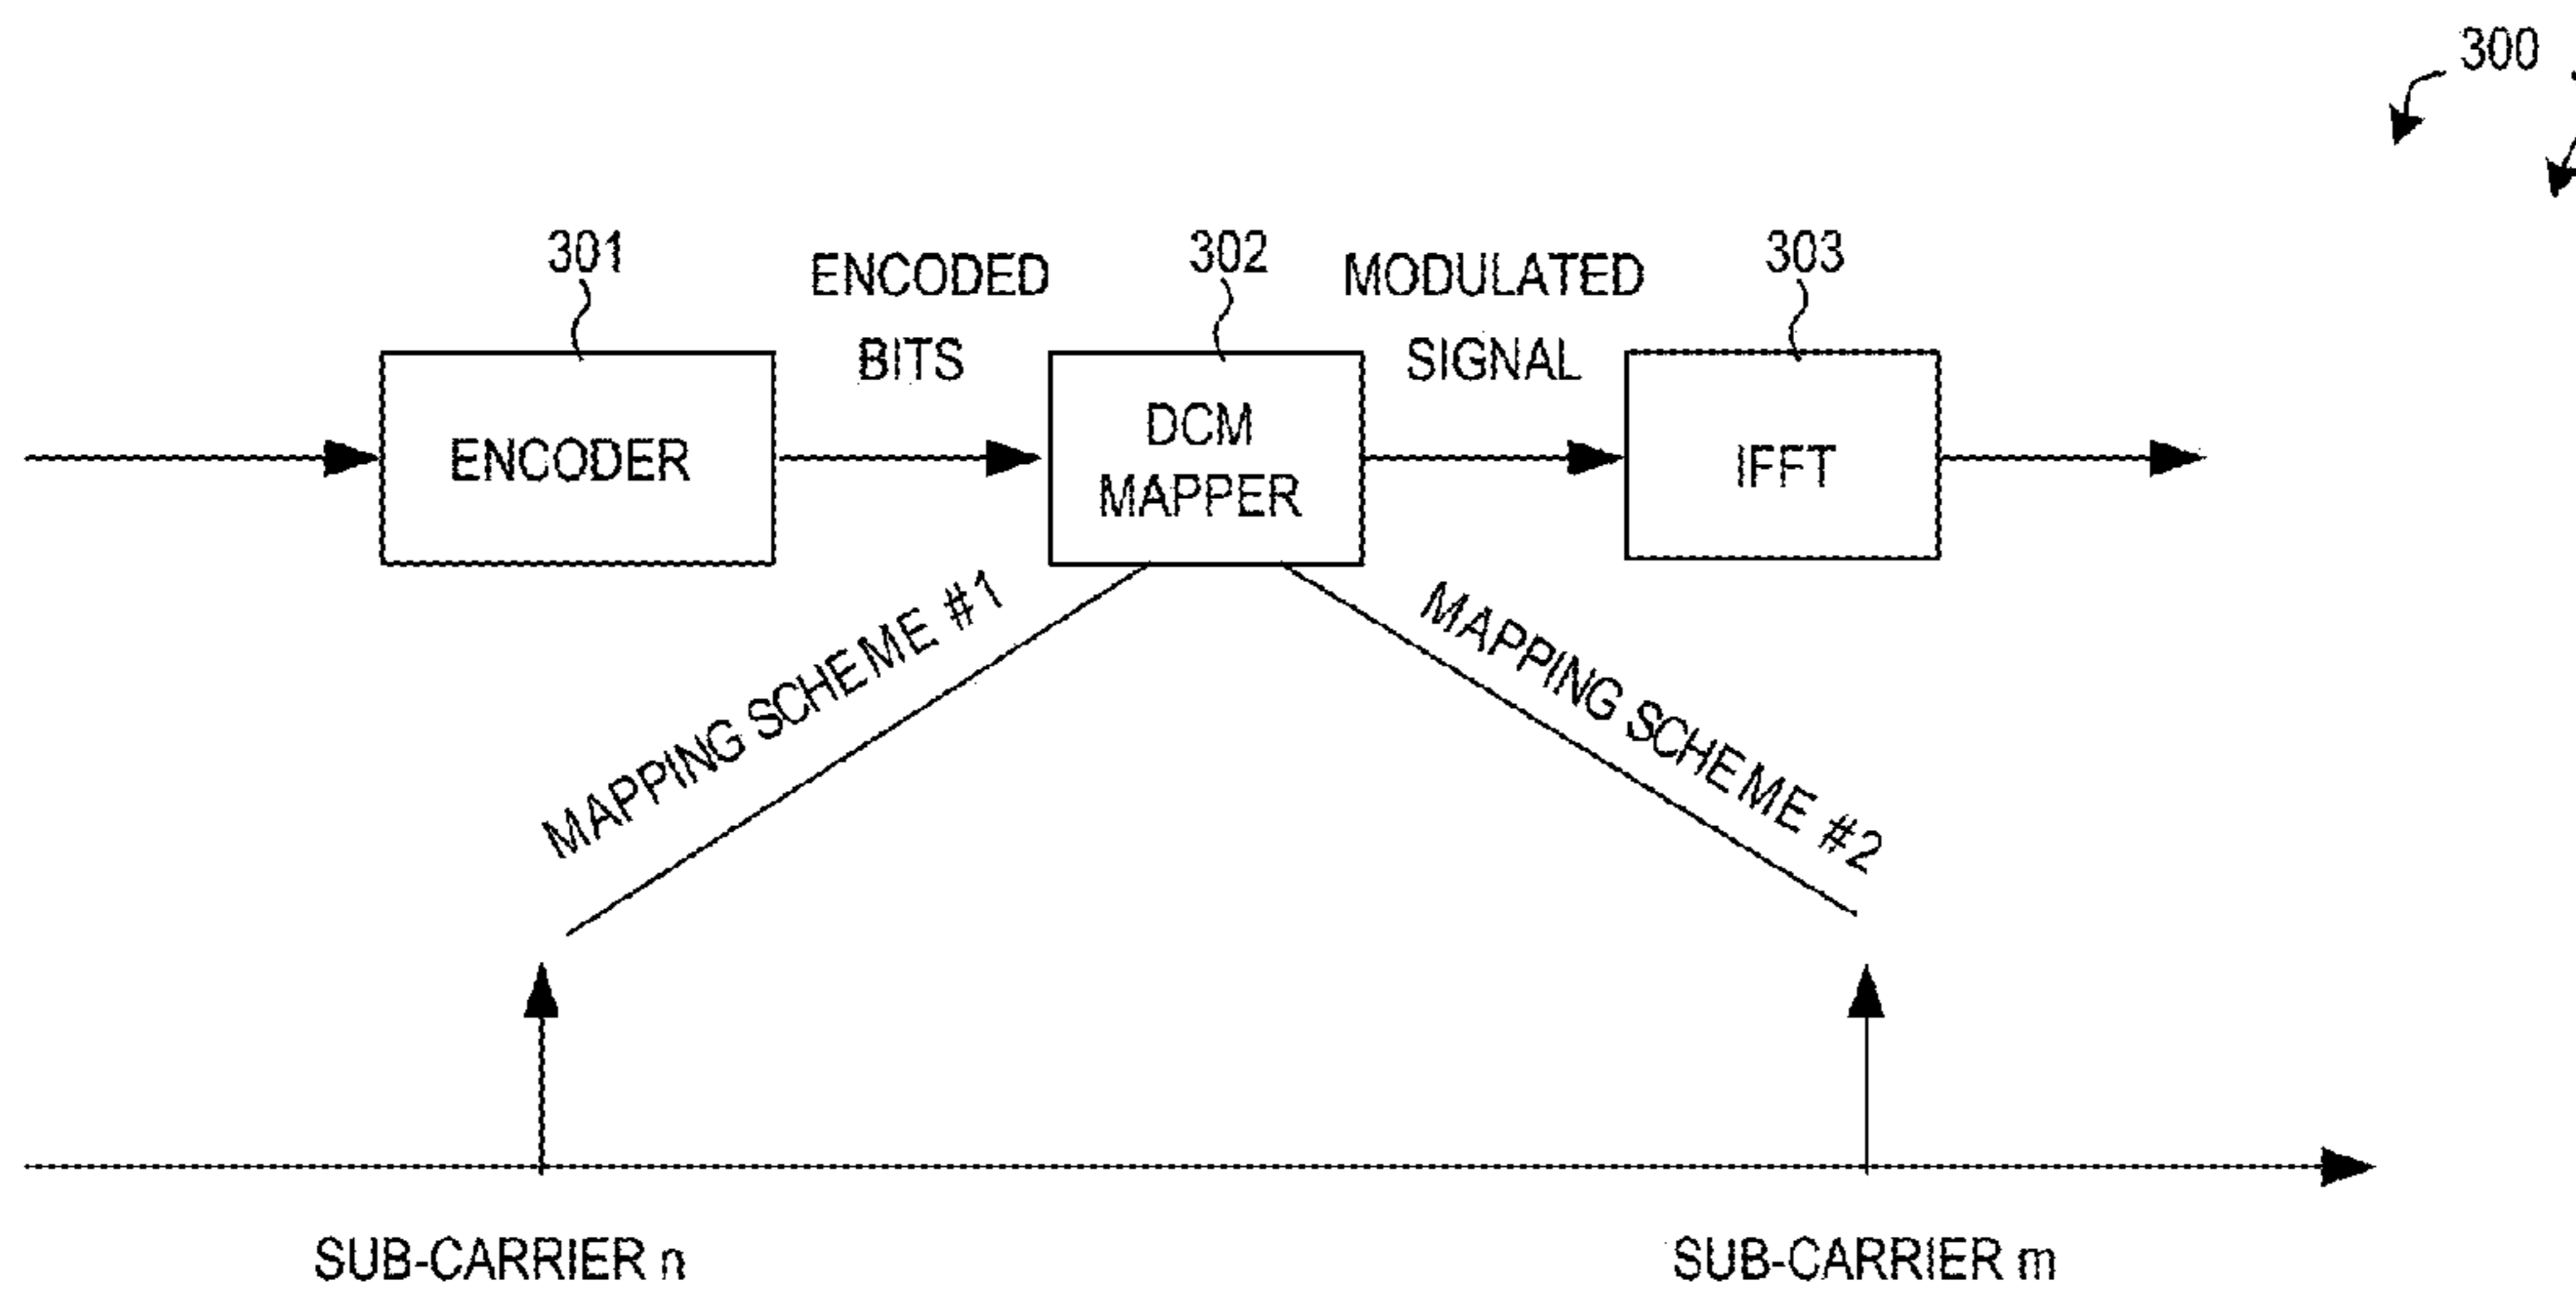 300
301
ENCODED
BITS
302
MODULATED
SIGNAL
303
ENCODER
DCM
MAPPER
IFFT
MAPPING SCHEME #1
MAPPING SCHEME #2
SUB-CARRIER n
SUB-CARRIER m